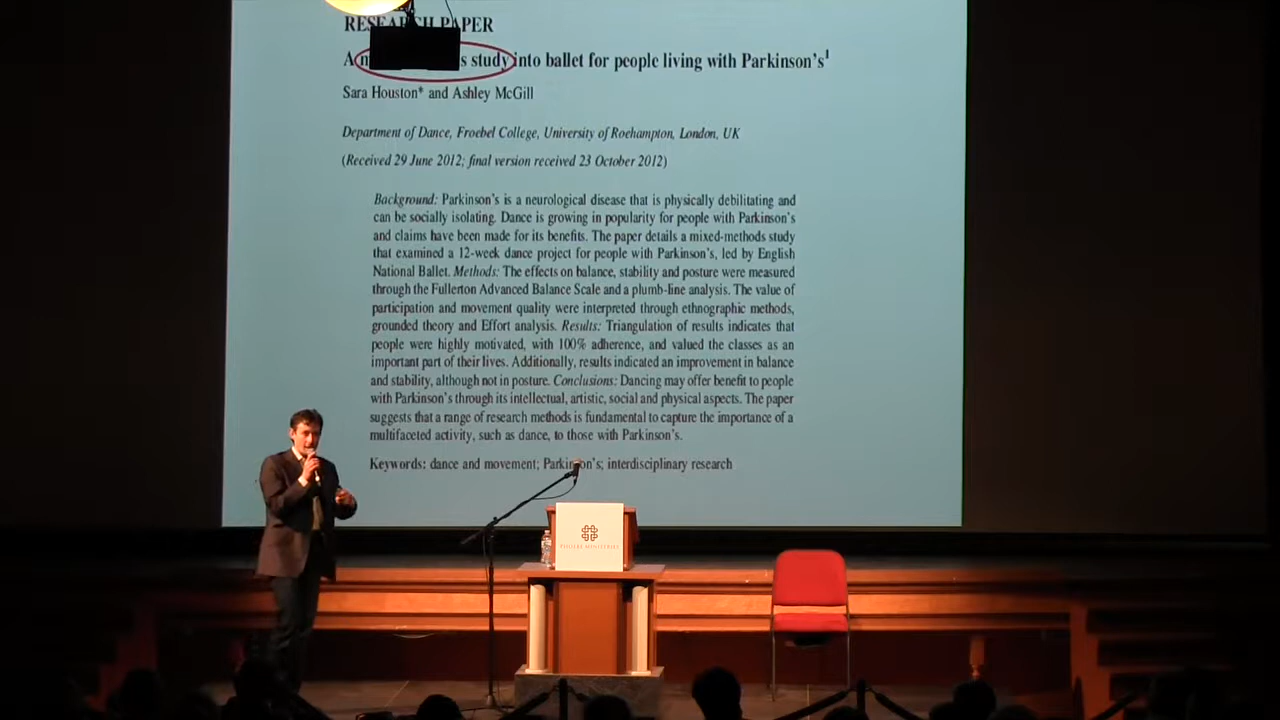 RESEARCH PAPER
A s study into ballet for people living with Parkinson's¹
Sara Houston* and Ashley McGill
Department of Dance, Froebel College, University of Roehampton, London, UK
(Received 29 June 2012; final version received 23 October 2012)
Background: Parkinson's is a neurological disease that is physically debilitating and
can be socially isolating. Dance is growing in popularity for people with Parkinson's
and claims have been made for its benefits. The paper details a mixed-methods study
that examined a 12-week dance project for people with Parkinson's, led by English
National Ballet. Methods: The effects on balance, stability and posture were measured
through the Fullerton Advanced Balance Scale and a plumb-line analysis. The value of
participation and movement quality were interpreted through ethnographic methods,
grounded theory and Effort analysis. Results: Triangulation of results indicates that
people were highly motivated, with 100% adherence, and valued the classes as an
important part of their lives. Additionally, results indicated an improvement in balance
and stability, although not in posture. Conclusions: Dancing may offer benefit to people
with Parkinson's through its intellectual, artistic, social and physical aspects. The paper
suggests that a range of research methods is fundamental to capture the importance of a
multifaceted activity, such as dance, to those with Parkinson's.
Keywords: dance and movement; Parkinson's; interdisciplinary research
PHOEBE MINISTRIES